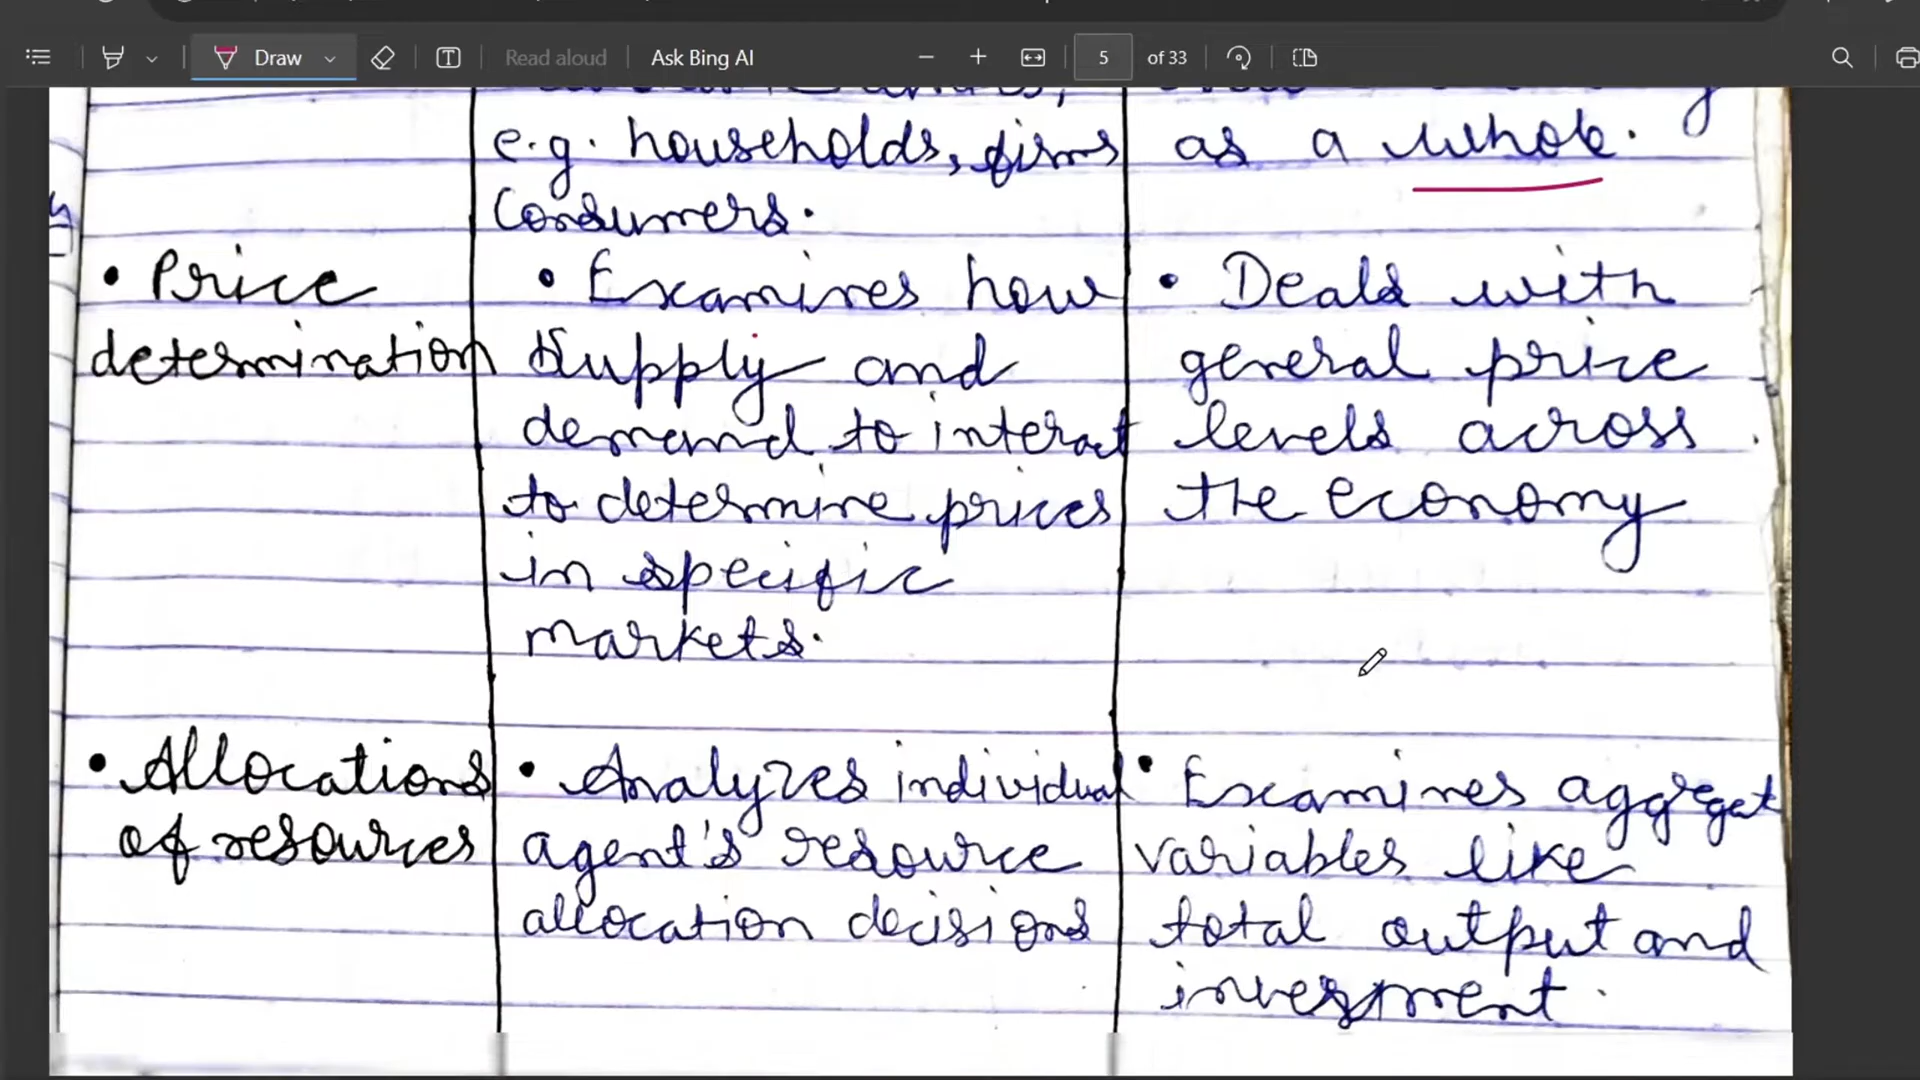 Draw
Read aloud
Ask Bing AI
5
of 33
e.g. households, firms
Consumers.
as a whole.
• Price
determination
• Examines how
Supply and
demand to interact
to determine prices
in specific
markets.
• Deals with
general price
levels across
the economy
• Allocations
of resources
• Analyzes individual
agent's resource
allocation decisions
• Examines aggreget
variables like
total output and
investment.